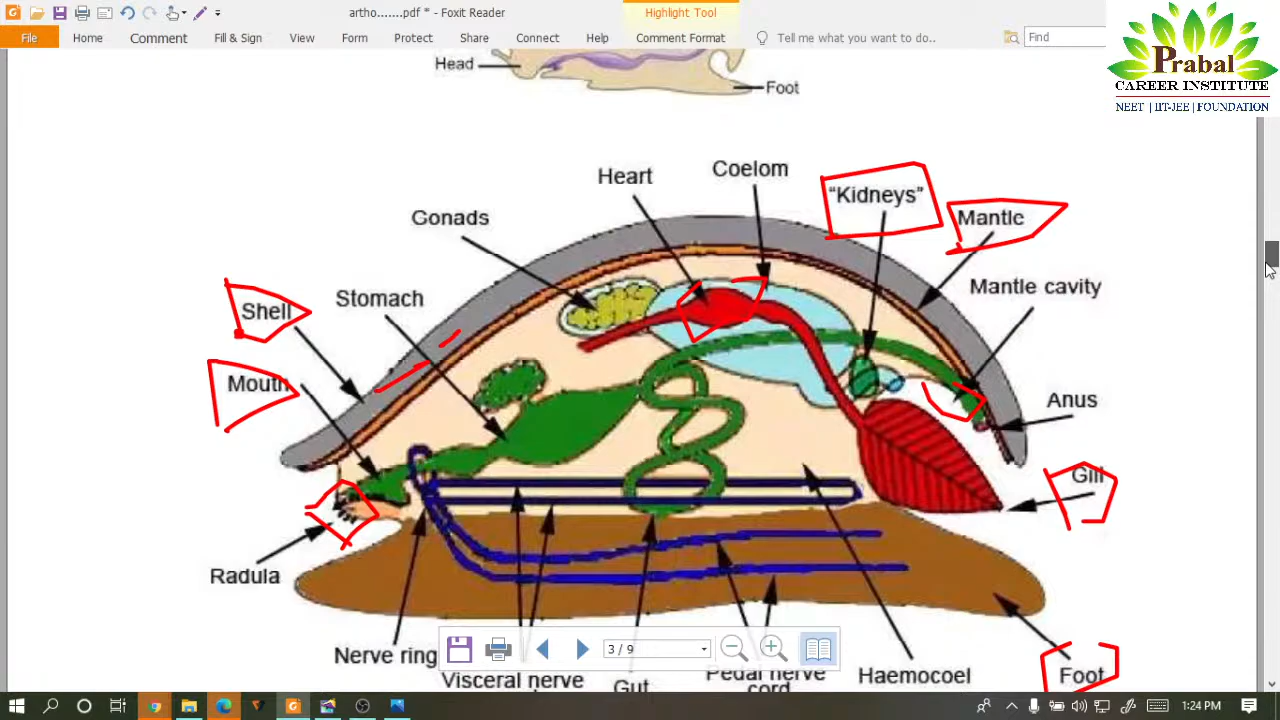 artho.......pdf * - Foxit Reader
Highlight Tool
File Home Comment Fill & Sign View Form Protect Share Connect Help Comment Format Tell me what you want to do.. Find
Prabal
CAREER INSTITUTE
NEET | IIT-JEE | FOUNDATION
Head
Foot
Heart
Coelom
"Kidneys"
Mantle
Gonads
Mantle cavity
Stomach
Shell
Mouth
Anus
Gill
Radula
Nerve ring
Visceral nerve
Gut
Pedal nerve
cord
Haemocoel
Foot
3 / 9
1:24 PM